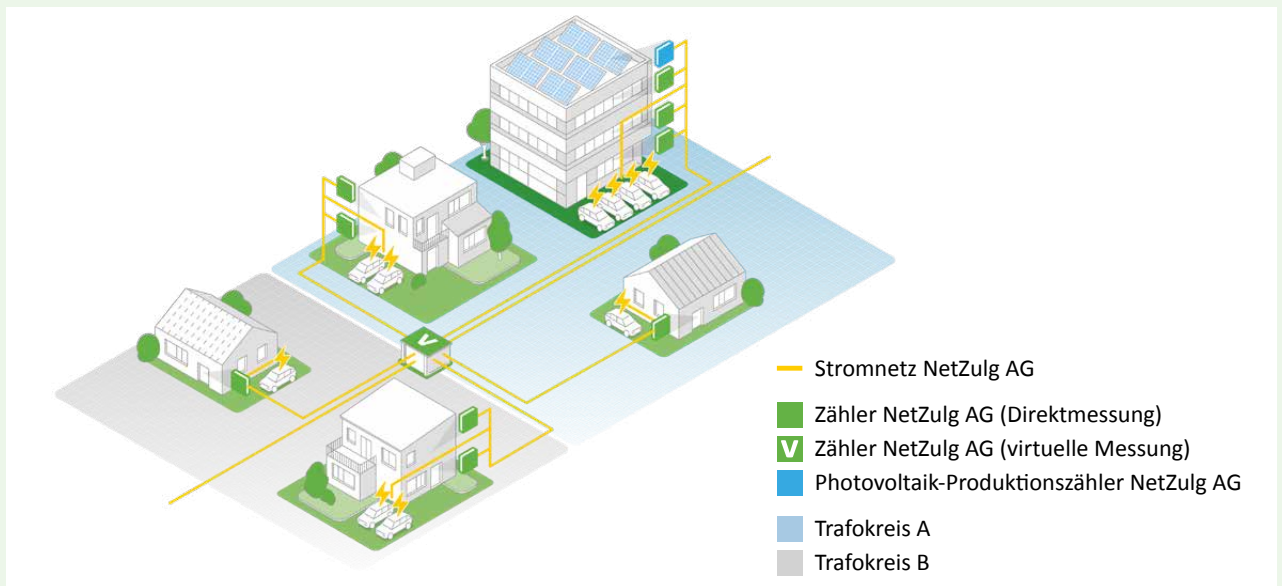 V
Stromnetz NetZulg AG
Zähler NetZulg AG (Direktmessung)
V Zähler NetZulg AG (virtuelle Messung)
Photovoltaik-Produktionszähler NetZulg AG
Trafokreis A
Trafokreis B